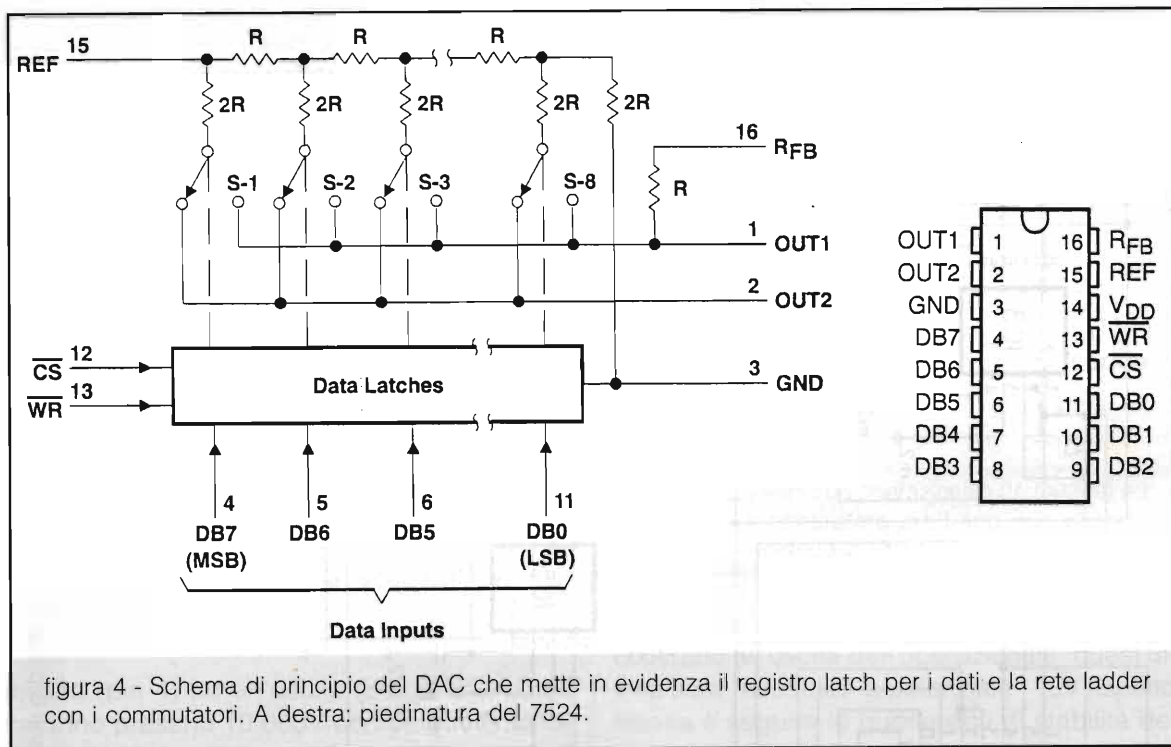 R R R
REF 15
2R 2R 2R 2R 2R
16 RFB
S-1 S-2 S-3 S-8
R
1 OUT1
2 OUT2
CS 12
WR 13
Data Latches
3 GND
4 5 6 11
DB7 DB6 DB5 DB0
(MSB) (LSB)
Data Inputs
OUT1 1 16 RFB
OUT2 2 15 REF
GND 3 14 VDD
DB7 4 13 WR
DB6 5 12 CS
DB5 6 11 DB0
DB4 7 10 DB1
DB3 8 9 DB2
figura 4 - Schema di principio del DAC che mette in evidenza il registro latch per i dati e la rete ladder
con i commutatori. A destra: piedinatura del 7524.